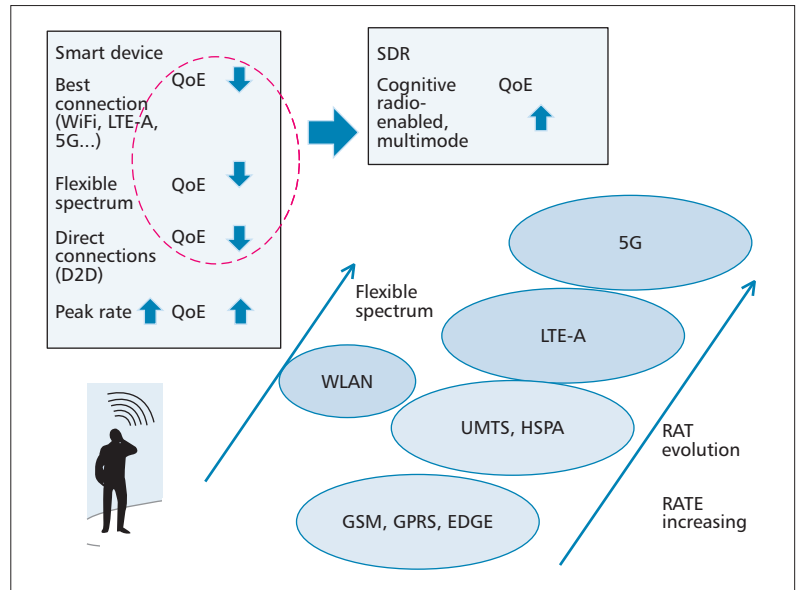 Smart device
Best QoE
connection
(WiFi, LTE-A,
5G...)
Flexible QoE
spectrum
Direct QoE
connections
(D2D)
Peak rate QoE
SDR
Cognitive QoE
radio-
enabled,
multimode
5G
Flexible
spectrum
LTE-A
WLAN
UMTS, HSPA
RAT
evolution
GSM, GPRS, EDGE
RATE
increasing